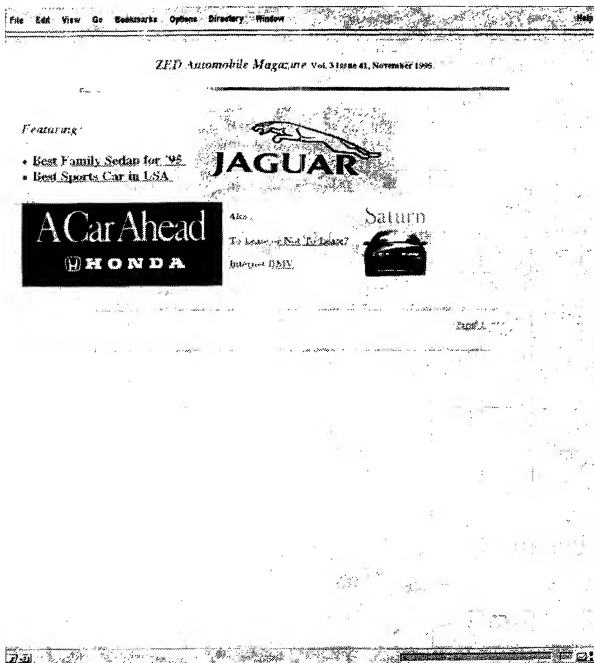 File Edit View Go Bookmarks Options Directory Window Help
ZED Automobile Magazine Vol. 3 Issue 41, November 1995
Featuring:
• Best Family Sedan for '95
• Best Sports Car in USA
JAGUAR
A Car Ahead
HONDA
Also
To Lease or Not To Lease?
Internet DMV
Saturn